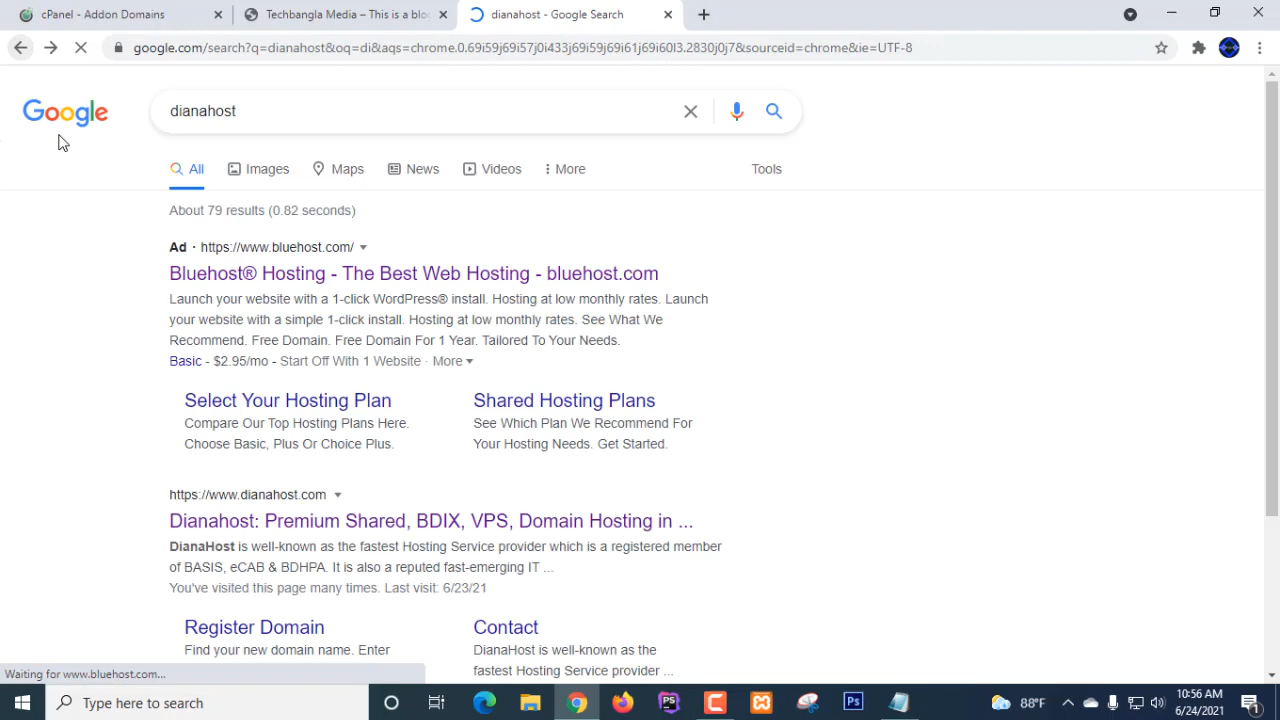 cPanel - Addon Domains
Techbangla Media – This is a blo
dianahost - Google Search
google.com/search?q=dianahost&oq=di&aqs=chrome.0.69i59j69i57j0i433j69i59j69i61j69i60l3.2830j0j7&sourceid=chrome&ie=UTF-8
Google
dianahost
All Images Maps News Videos More Tools
About 79 results (0.82 seconds)
Ad · https://www.bluehost.com/
Bluehost® Hosting - The Best Web Hosting - bluehost.com
Launch your website with a 1-click WordPress® install. Hosting at low monthly rates. Launch
your website with a simple 1-click install. Hosting at low monthly rates. See What We
Recommend. Free Domain. Free Domain For 1 Year. Tailored To Your Needs.
Basic - $2.95/mo - Start Off With 1 Website · More
Select Your Hosting Plan
Compare Our Top Hosting Plans Here.
Choose Basic, Plus Or Choice Plus.
Shared Hosting Plans
See Which Plan We Recommend For
Your Hosting Needs. Get Started.
https://www.dianahost.com
Dianahost: Premium Shared, BDIX, VPS, Domain Hosting in ...
DianaHost is well-known as the fastest Hosting Service provider which is a registered member
of BASIS, eCAB & BDHPA. It is also a reputed fast-emerging IT ...
You've visited this page many times. Last visit: 6/23/21
Register Domain
Find your new domain name. Enter
Contact
DianaHost is well-known as the
fastest Hosting Service provider ...
Waiting for www.bluehost.com...
Type here to search
PS
Ps
88°F
10:56 AM
6/24/2021
1